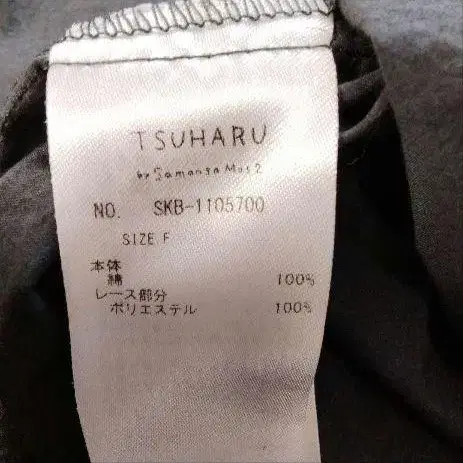 TSUHARU
by Samansa Mos2
NO. SKB-1105700
SIZE F
本体
綿 100%
レース部分
ポリエステル 100%